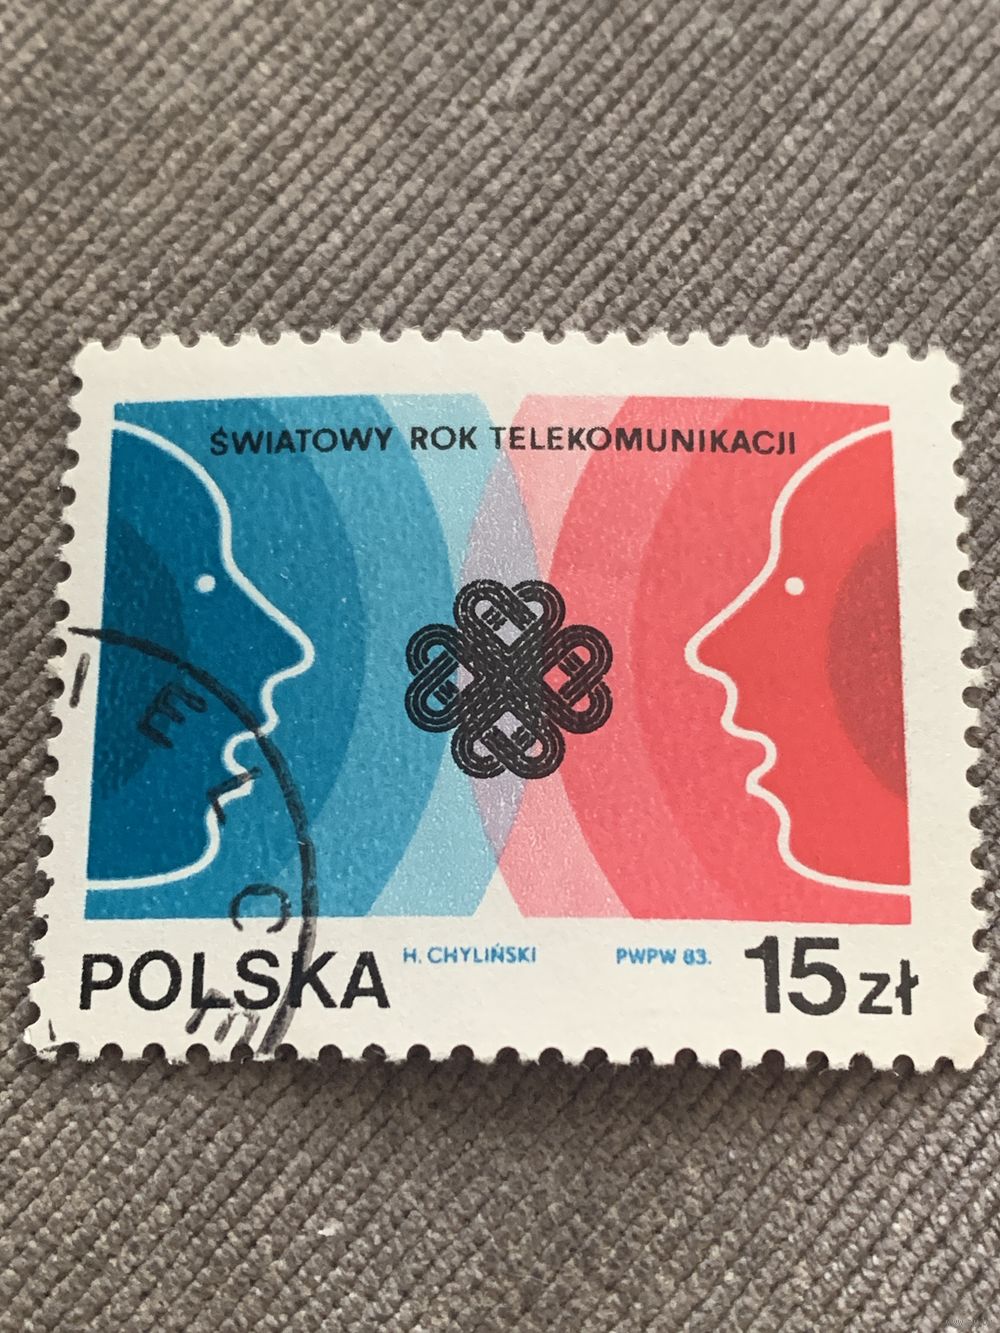 ŚWIATOWY ROK TELEKOMUNIKACJI
POLSKA
H. CHYLIŃSKI
PWPW 83.
15 zł